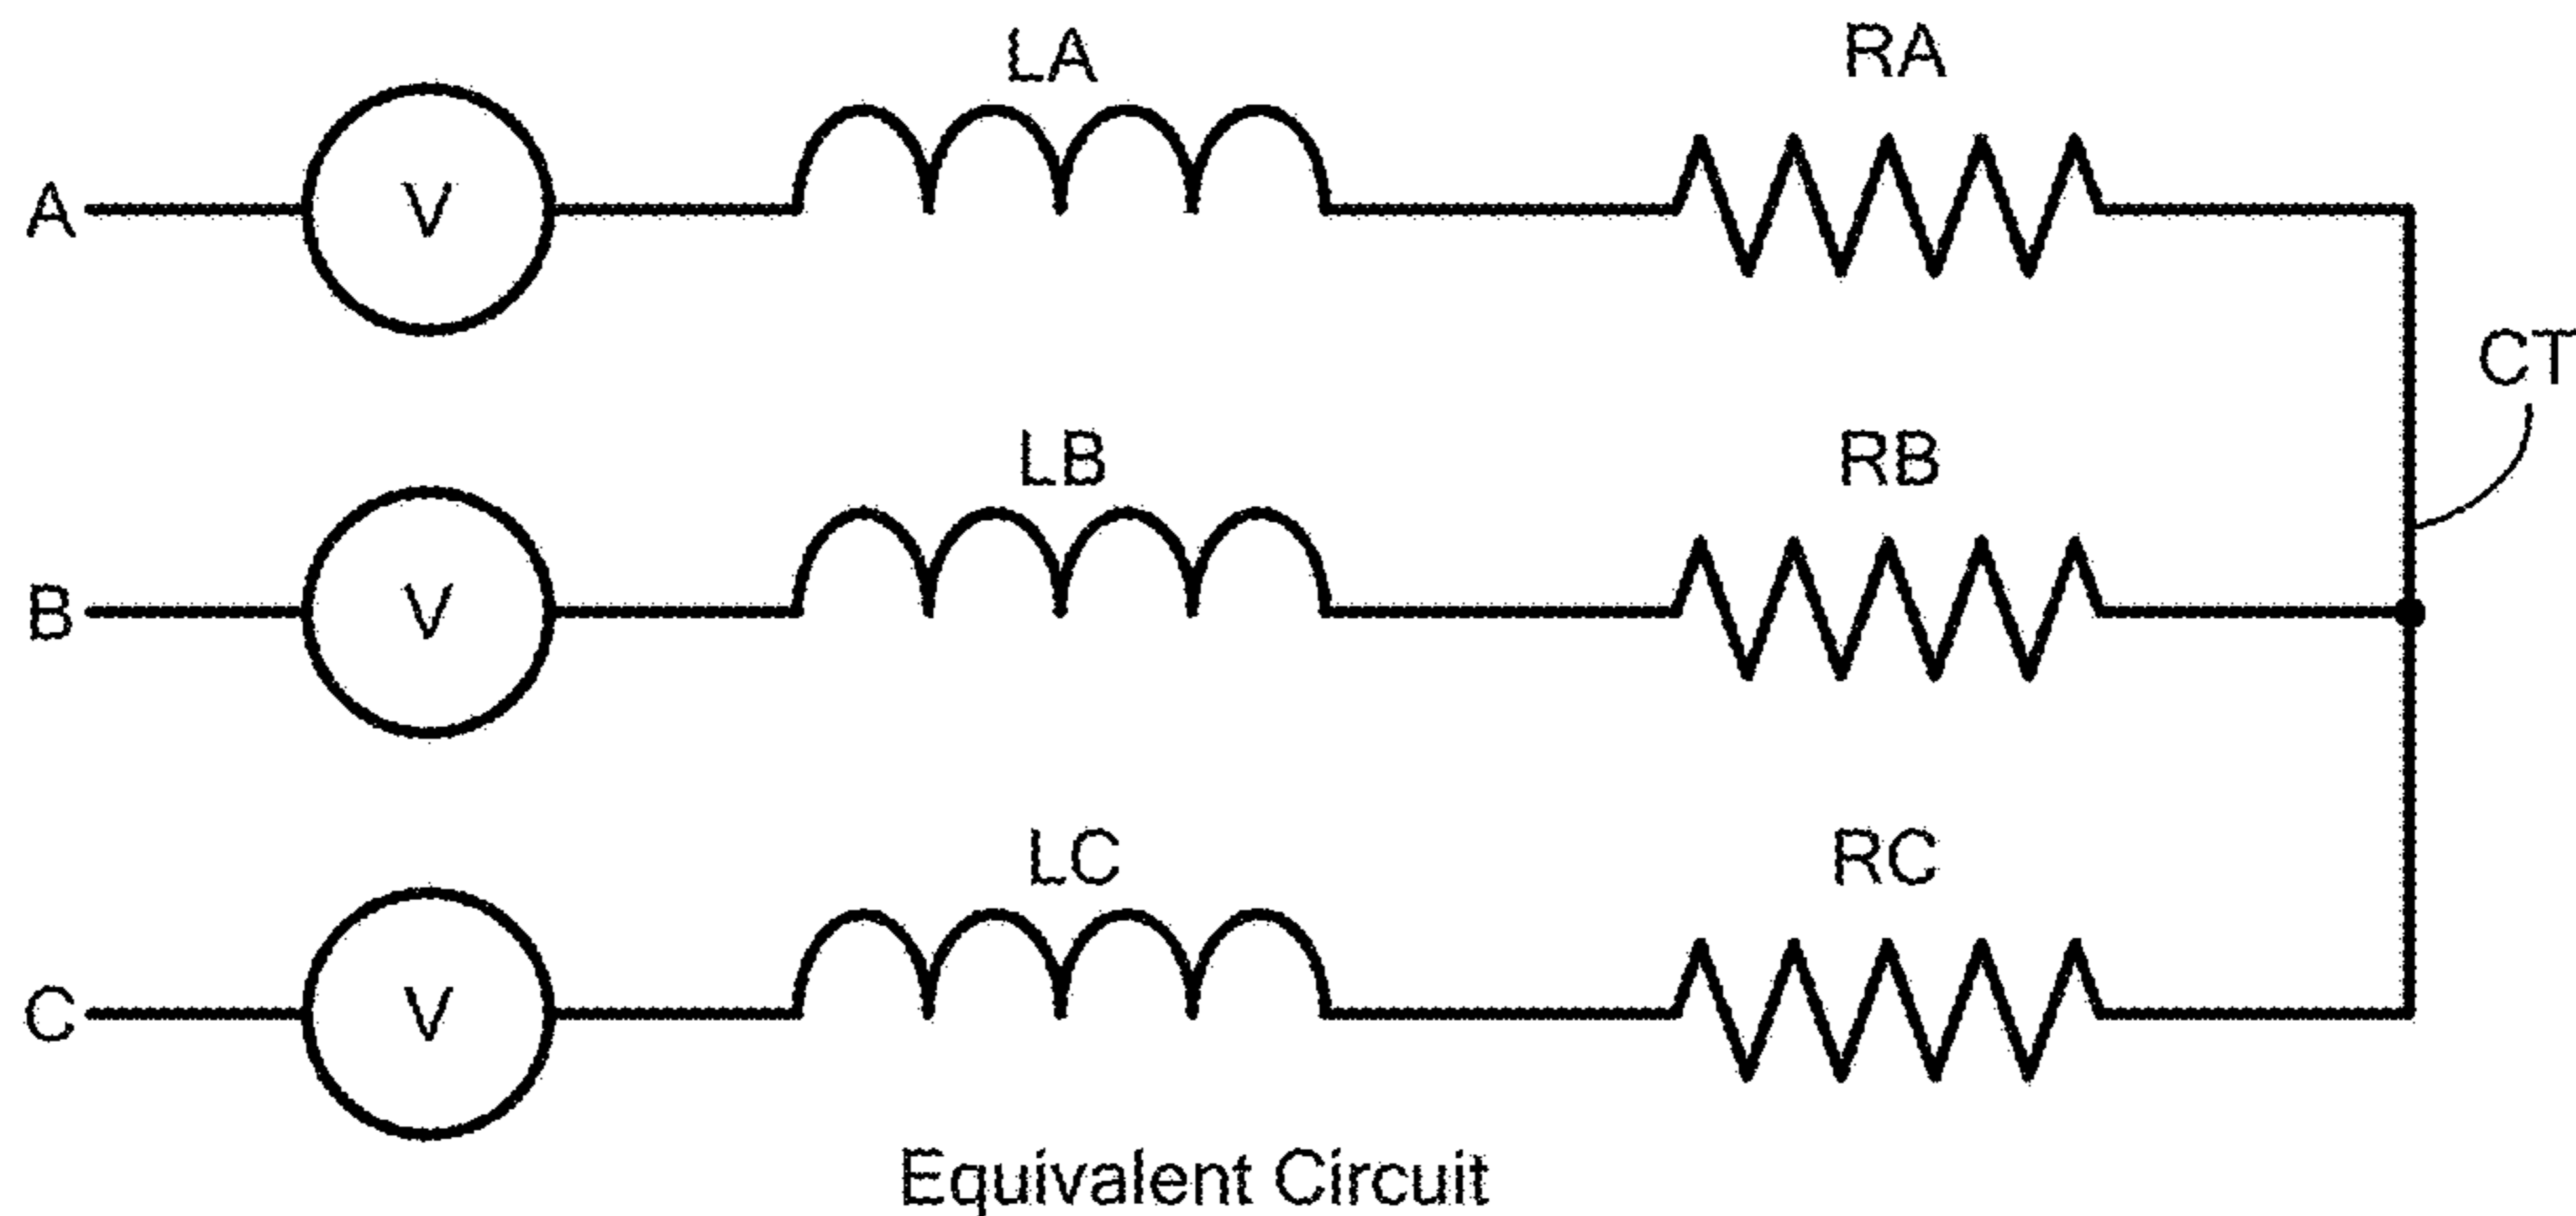 LA RA
A V
CT
LB RB
B V
LC RC
C V
Equivalent Circuit